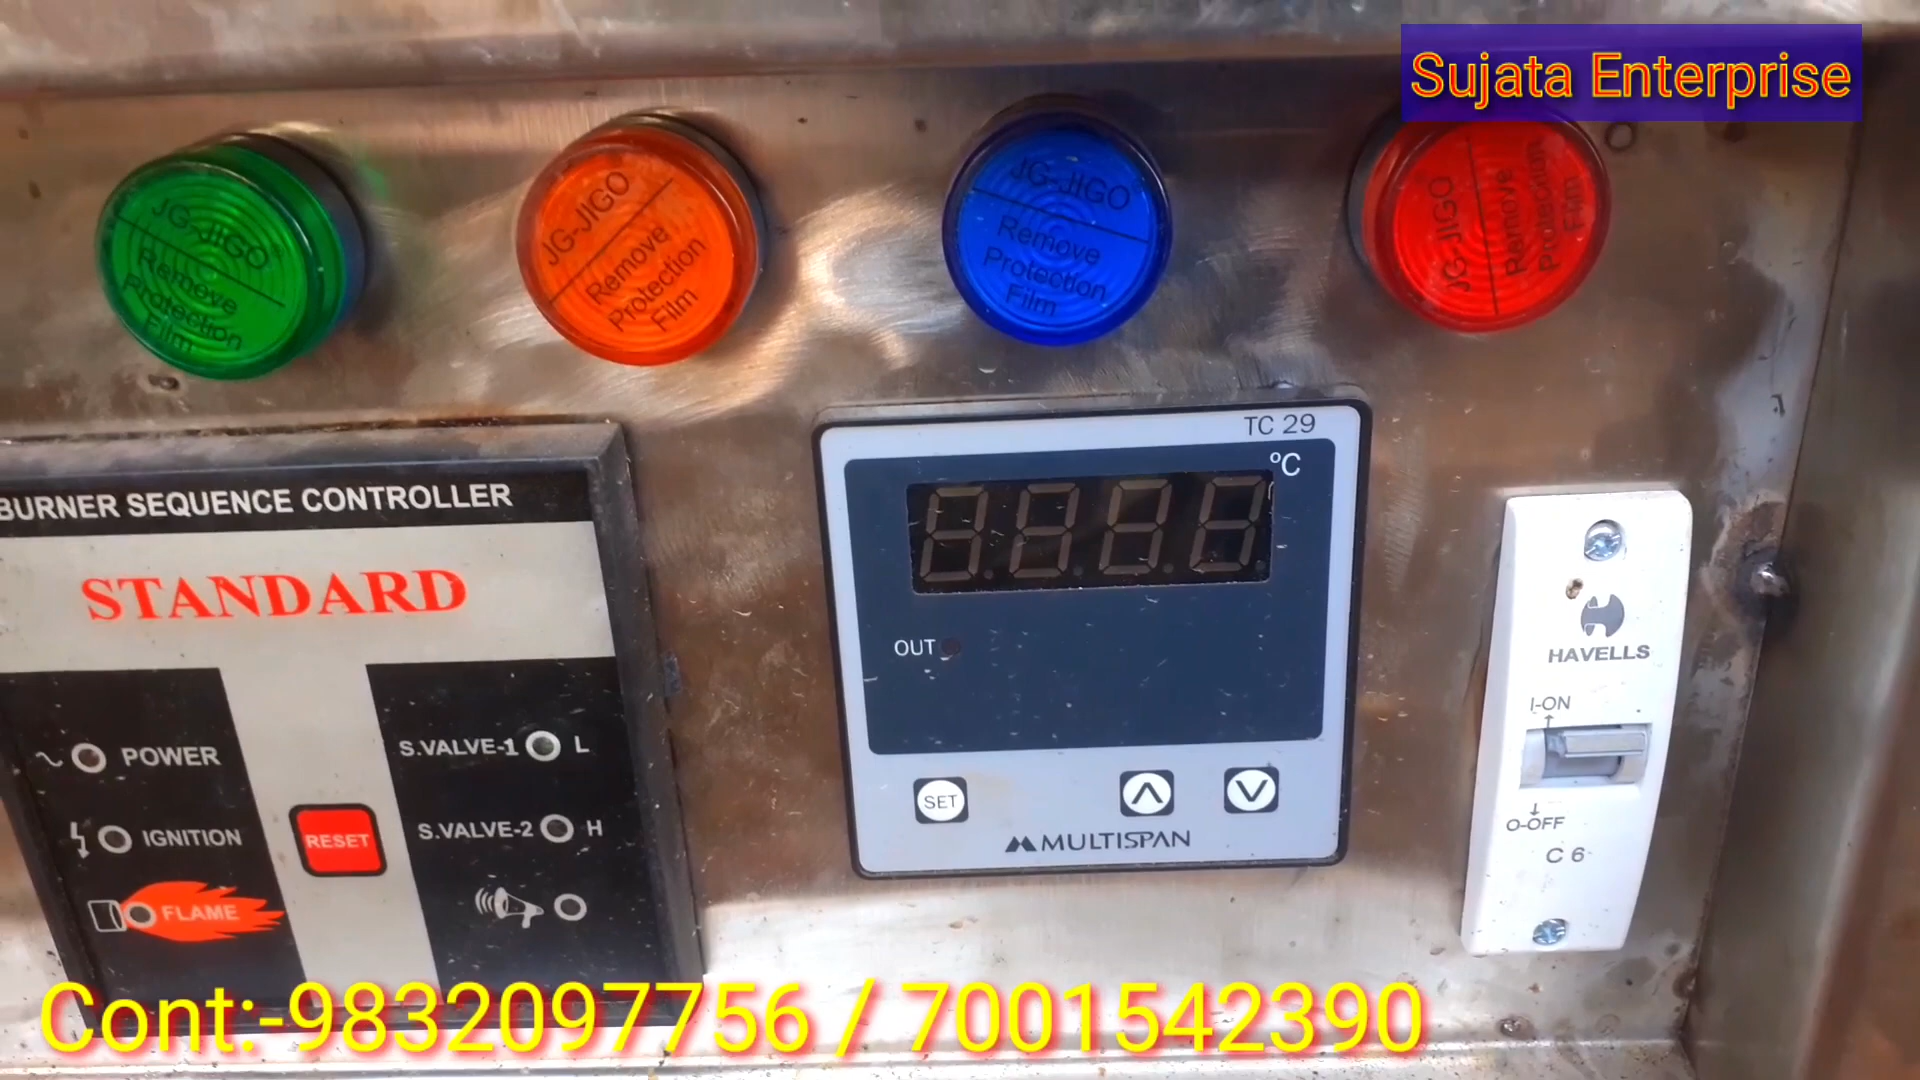 Sujata Enterprise
JG-JIGO
Remove
Protection
Film
JG-JIGO
Remove
Protection
Film
JG-JIGO
Remove
Protection
Film
JG-JIGO
Remove
Protection
Film
BURNER SEQUENCE CONTROLLER
STANDARD
POWER
IGNITION
FLAME
RESET
S.VALVE-1 L
S.VALVE-2 H
TC 29
ºC
OUT
SET
MULTISPAN
HAVELLS
I-ON
O-OFF
C 6
Cont:-9832097756 / 7001542390